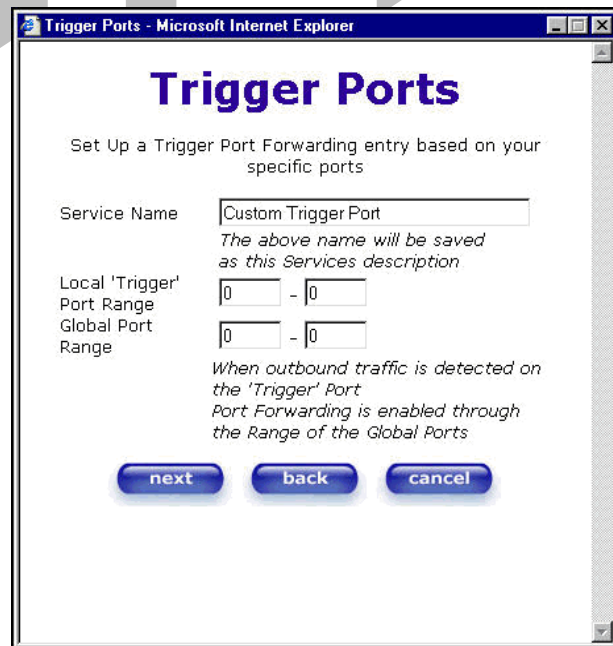 Trigger Ports - Microsoft Internet Explorer
Trigger Ports
Set Up a Trigger Port Forwarding entry based on your
specific ports
Service Name
Custom Trigger Port
The above name will be saved
as this Services description
Local 'Trigger'
Port Range
0 - 0
Global Port
Range
0 - 0
When outbound traffic is detected on
the 'Trigger' Port
Port Forwarding is enabled through
the Range of the Global Ports
next back cancel